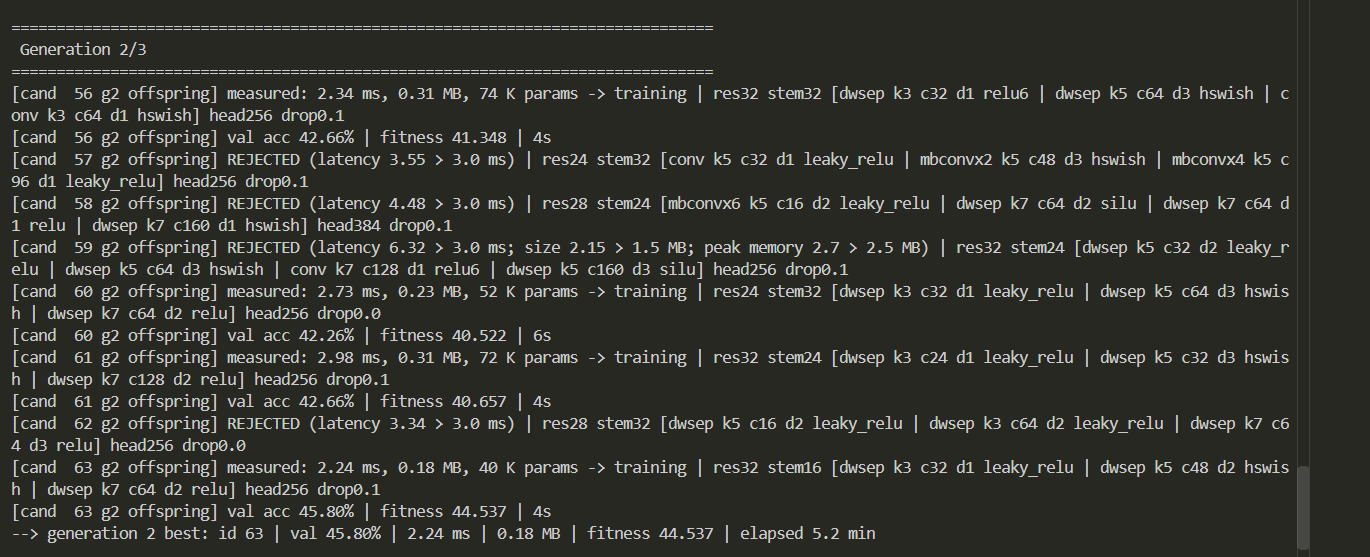 ================================================================================
 Generation 2/3
================================================================================
[cand  56 g2 offspring] measured: 2.34 ms, 0.31 MB, 74 K params -> training | res32 stem32 [dwsep k3 c32 d1 relu6 | dwsep k5 c64 d3 hswish | c
onv k3 c64 d1 hswish] head256 drop0.1
[cand  56 g2 offspring] val acc 42.66% | fitness 41.348 | 4s
[cand  57 g2 offspring] REJECTED (latency 3.55 > 3.0 ms) | res24 stem32 [conv k5 c32 d1 leaky_relu | mbconvx2 k5 c48 d3 hswish | mbconvx4 k5 c
96 d1 leaky_relu] head256 drop0.1
[cand  58 g2 offspring] REJECTED (latency 4.48 > 3.0 ms) | res28 stem24 [mbconvx6 k5 c16 d2 leaky_relu | dwsep k7 c64 d2 silu | dwsep k7 c64 d
1 relu | dwsep k7 c160 d1 hswish] head384 drop0.1
[cand  59 g2 offspring] REJECTED (latency 6.32 > 3.0 ms; size 2.15 > 1.5 MB; peak memory 2.7 > 2.5 MB) | res32 stem24 [dwsep k5 c32 d2 leaky_r
elu | dwsep k5 c64 d3 hswish | conv k7 c128 d1 relu6 | dwsep k5 c160 d3 silu] head256 drop0.1
[cand  60 g2 offspring] measured: 2.73 ms, 0.23 MB, 52 K params -> training | res24 stem32 [dwsep k3 c32 d1 leaky_relu | dwsep k5 c64 d3 hswis
h | dwsep k7 c64 d2 relu] head256 drop0.0
[cand  60 g2 offspring] val acc 42.26% | fitness 40.522 | 6s
[cand  61 g2 offspring] measured: 2.98 ms, 0.31 MB, 72 K params -> training | res32 stem24 [dwsep k3 c24 d1 leaky_relu | dwsep k5 c32 d3 hswis
h | dwsep k7 c128 d2 relu] head256 drop0.1
[cand  61 g2 offspring] val acc 42.66% | fitness 40.657 | 4s
[cand  62 g2 offspring] REJECTED (latency 3.34 > 3.0 ms) | res28 stem32 [dwsep k5 c16 d2 leaky_relu | dwsep k3 c64 d2 leaky_relu | dwsep k7 c6
4 d3 relu] head256 drop0.0
[cand  63 g2 offspring] measured: 2.24 ms, 0.18 MB, 40 K params -> training | res32 stem16 [dwsep k3 c32 d1 leaky_relu | dwsep k5 c48 d2 hswis
h | dwsep k7 c64 d2 relu] head256 drop0.1
[cand  63 g2 offspring] val acc 45.80% | fitness 44.537 | 4s
--> generation 2 best: id 63 | val 45.80% | 2.24 ms | 0.18 MB | fitness 44.537 | elapsed 5.2 min